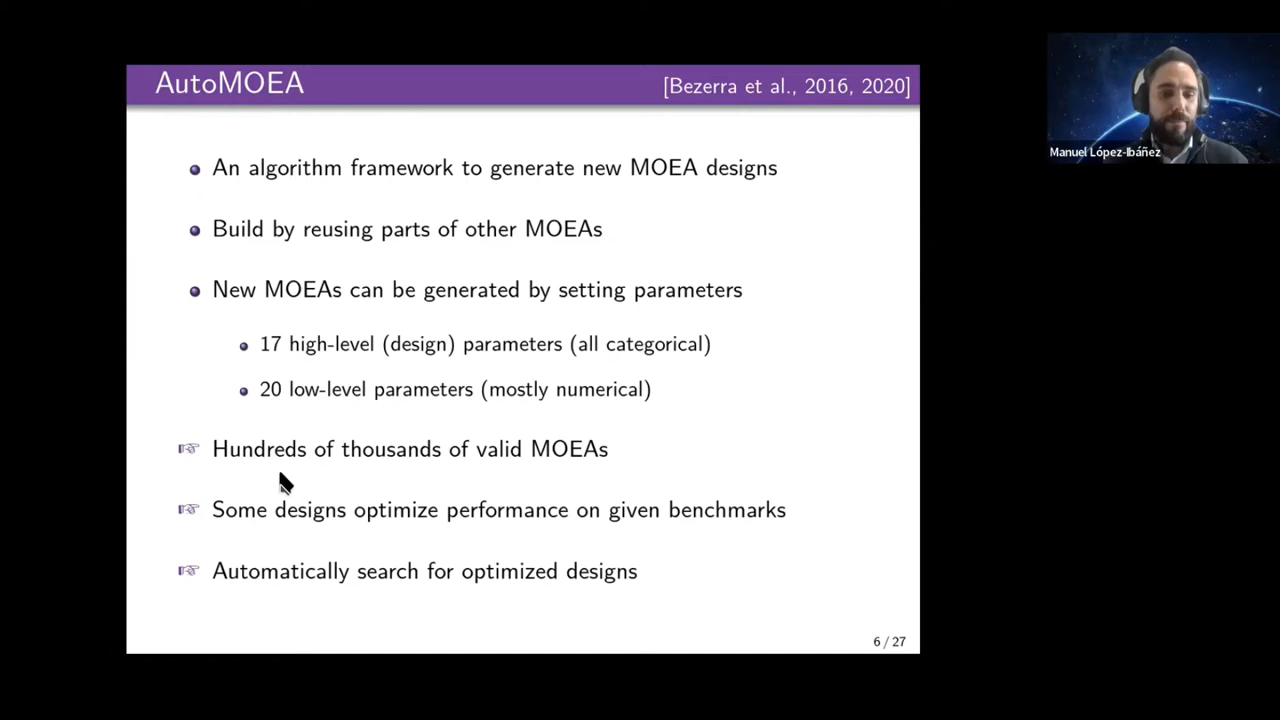 AutoMOEA
[Bezerra et al., 2016, 2020]
An algorithm framework to generate new MOEA designs
Build by reusing parts of other MOEAs
New MOEAs can be generated by setting parameters
17 high-level (design) parameters (all categorical)
20 low-level parameters (mostly numerical)
Hundreds of thousands of valid MOEAs
Some designs optimize performance on given benchmarks
Automatically search for optimized designs
6 / 27
Manuel López-Ibáñez